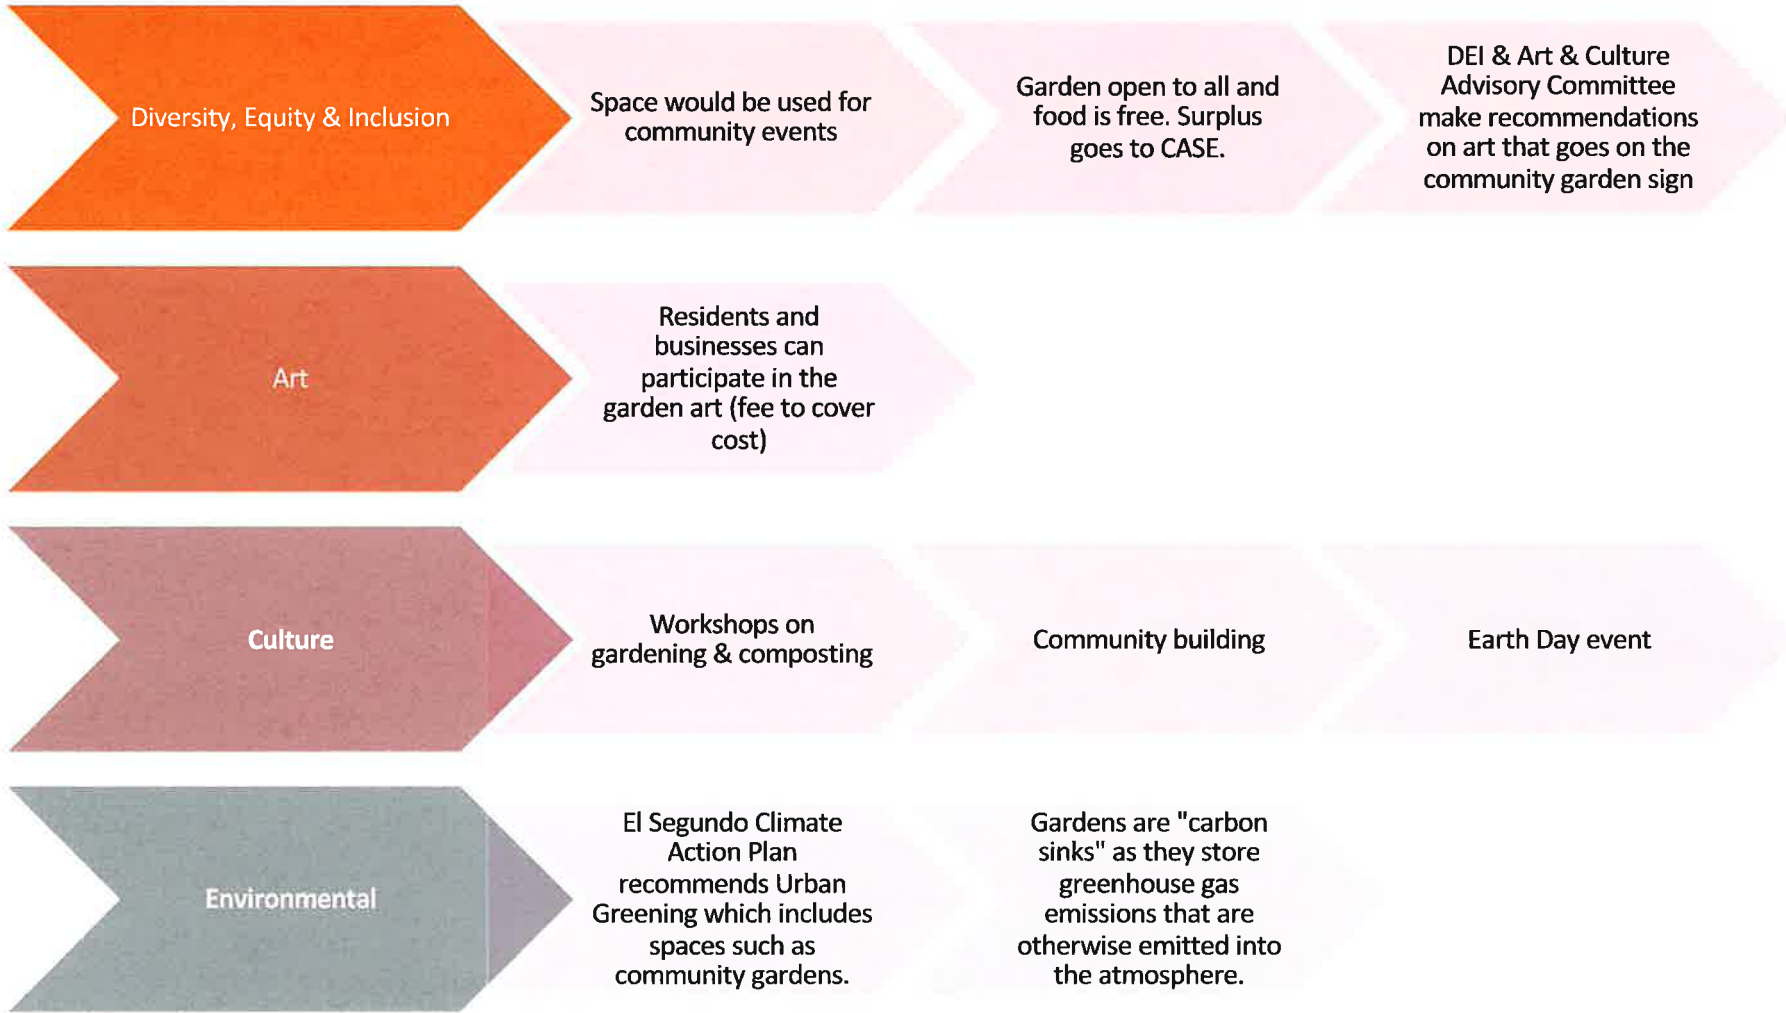 Diversity, Equity & Inclusion
Space would be used for
community events
Garden open to all and
food is free. Surplus
goes to CASE.
DEI & Art & Culture
Advisory Committee
make recommendations
on art that goes on the
community garden sign
Art
Residents and
businesses can
participate in the
garden art (fee to cover
cost)
Culture
Workshops on
gardening & composting
Community building
Earth Day event
Environmental
El Segundo Climate
Action Plan
recommends Urban
Greening which includes
spaces such as
community gardens.
Gardens are "carbon
sinks" as they store
greenhouse gas
emissions that are
otherwise emitted into
the atmosphere.